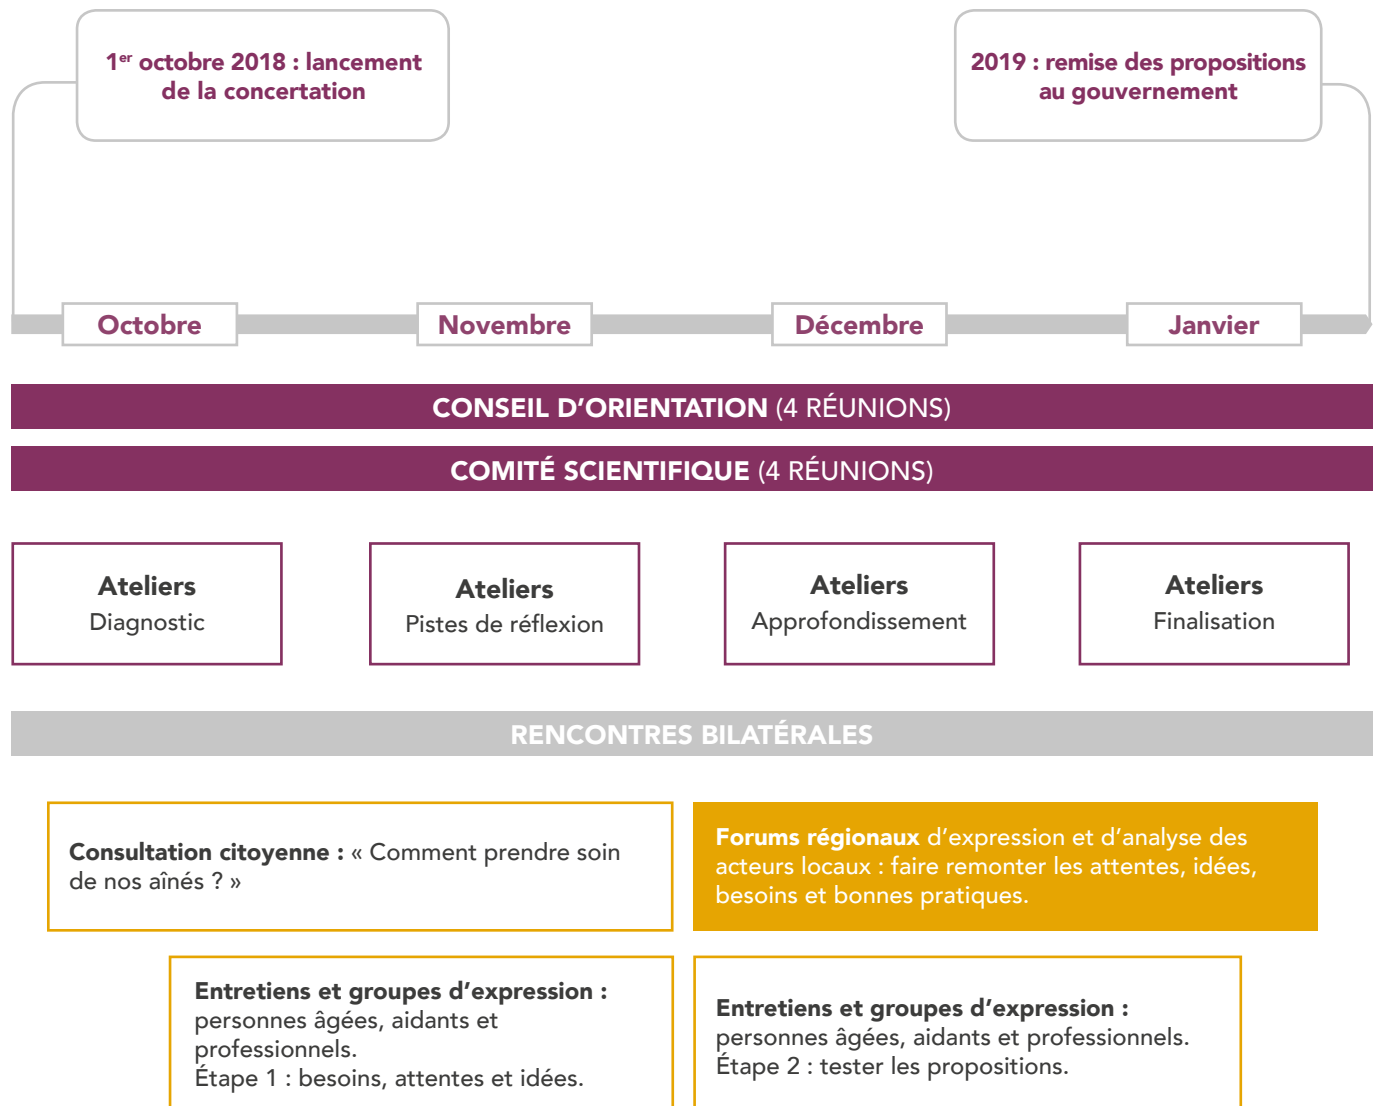 1er octobre 2018 : lancement
de la concertation
2019 : remise des propositions
au gouvernement
Octobre
Novembre
Décembre
Janvier
CONSEIL D’ORIENTATION (4 RÉUNIONS)
COMITÉ SCIENTIFIQUE (4 RÉUNIONS)
Ateliers
Diagnostic
Ateliers
Pistes de réflexion
Ateliers
Approfondissement
Ateliers
Finalisation
RENCONTRES BILATÉRALES
Consultation citoyenne : « Comment prendre soin
de nos aînés ? »
Forums régionaux d’expression et d’analyse des
acteurs locaux : faire remonter les attentes, idées,
besoins et bonnes pratiques.
Entretiens et groupes d’expression :
personnes âgées, aidants et
professionnels.
Étape 1 : besoins, attentes et idées.
Entretiens et groupes d’expression :
personnes âgées, aidants et professionnels.
Étape 2 : tester les propositions.